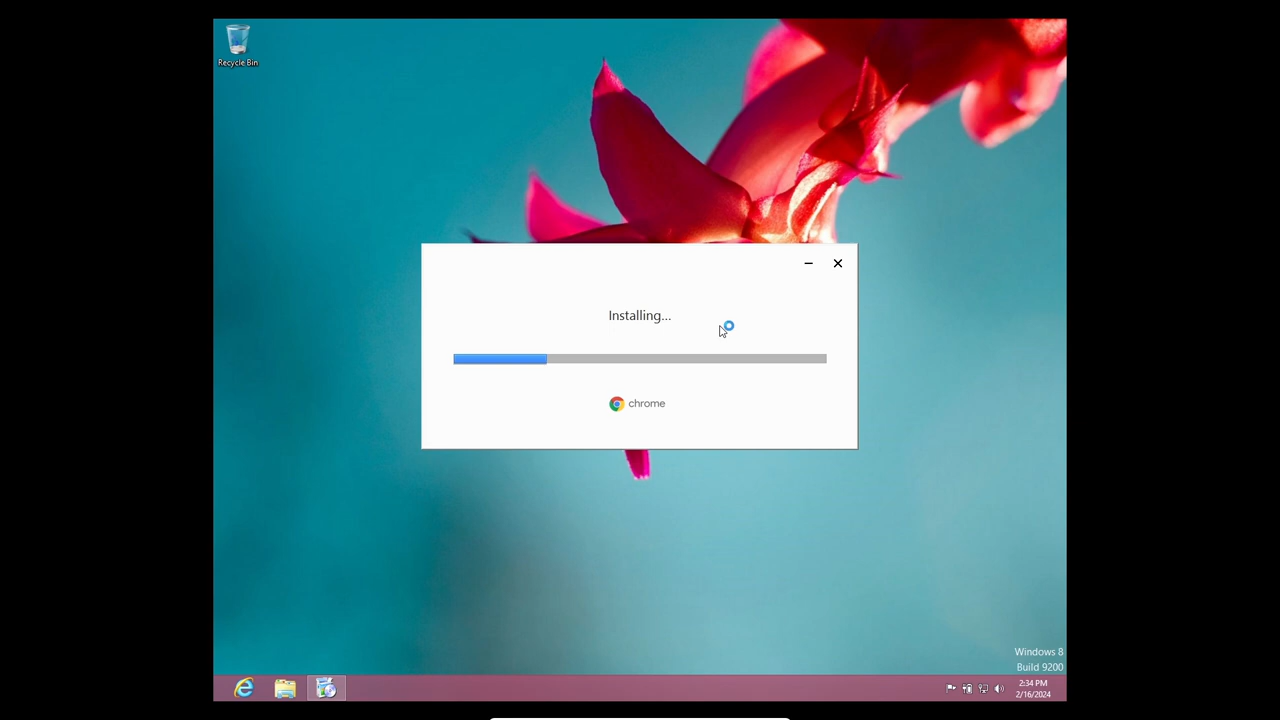 Recycle Bin
Installing...
chrome
Windows 8
Build 9200
2:34 PM
2/16/2024